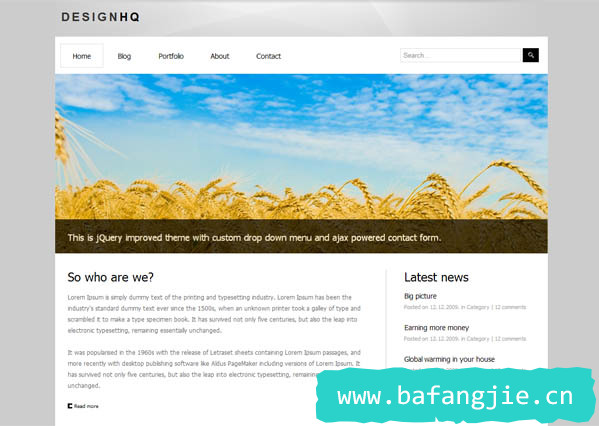 DESIGNHQ
Home Blog Portfolio About Contact
Search...
This is jQuery improved theme with custom drop down menu and ajax powered contact form.
So who are we?
Lorem Ipsum is simply dummy text of the printing and typesetting industry. Lorem Ipsum has been the
industry's standard dummy text ever since the 1500s, when an unknown printer took a galley of type and
scrambled it to make a type specimen book. It has survived not only five centuries, but also the leap into
electronic typesetting, remaining essentially unchanged.
It was popularised in the 1960s with the release of Letraset sheets containing Lorem Ipsum passages, and
more recently with desktop publishing software like Aldus PageMaker including versions of Lorem Ipsum. It
has survived not only five centuries, but also the leap into electronic typesetting, remaining
unchanged.
Read more
Latest news
Big picture
Posted on 12.12.2009. in Category | 12 comments
Earning more money
Posted on 12.12.2009. in Category | 12 comments
Global warming in your house
www.bafangjie.cn